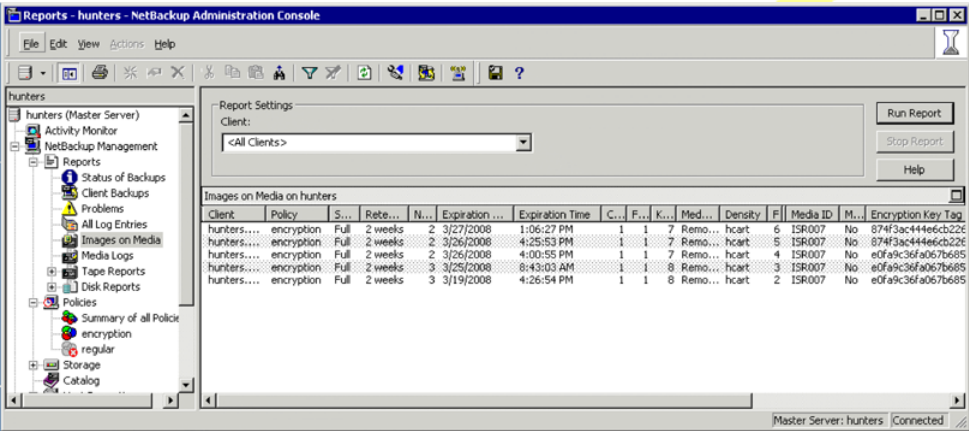 Reports - hunters - NetBackup Administration Console
File Edit View Actions Help
hunters
hunters (Master Server)
Activity Monitor
NetBackup Management
Reports
Status of Backups
Client Backups
Problems
All Log Entries
Images on Media
Media Logs
Tape Reports
Disk Reports
Policies
Summary of all Policie
encryption
regular
Storage
Catalog
Report Settings
Client:
<All Clients>
Run Report
Stop Report
Help
Images on Media on hunters
Client Policy S... Rete... N... Expiration ... Expiration Time C... F... K... Med... Density F Media ID M... Encryption Key Tag
hunters.... encryption Full 2 weeks 2 3/27/2008 1:06:27 PM 1 1 7 Remo... hcart 6 ISR007 No 874f3ac444e6cb226
hunters.... encryption Full 2 weeks 2 3/26/2008 4:25:53 PM 1 1 7 Remo... hcart 5 ISR007 No 874f3ac444e6cb226
hunters.... encryption Full 2 weeks 2 3/26/2008 4:00:55 PM 1 1 7 Remo... hcart 4 ISR007 No e0fa9c36fa067b685
hunters.... encryption Full 2 weeks 3 3/25/2008 8:43:03 AM 1 1 8 Remo... hcart 3 ISR007 No e0fa9c36fa067b685
hunters.... encryption Full 2 weeks 3 3/19/2008 4:26:54 PM 1 1 8 Remo... hcart 2 ISR007 No e0fa9c36fa067b685
Master Server: hunters Connected